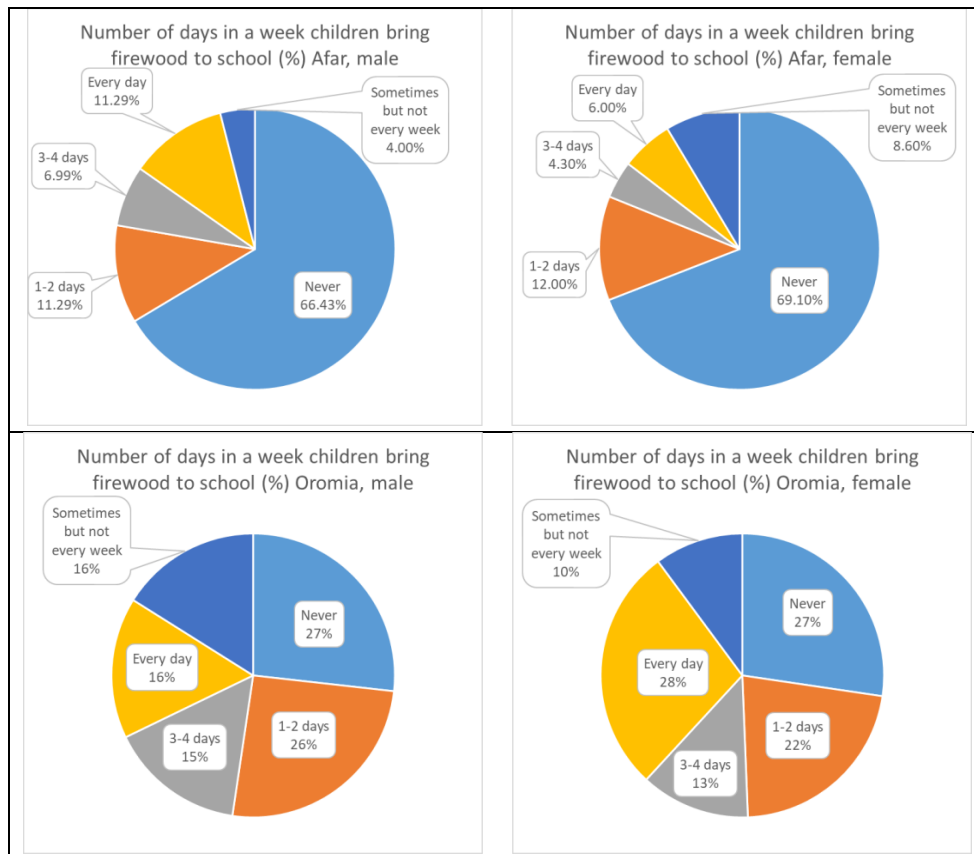 Number of days in a week children bring
firewood to school (%) Afar, male
Every day
11.29%
Sometimes
but not
every week
4.00%
3-4 days
6.99%
1-2 days
11.29%
Never
66.43%
Number of days in a week children bring
firewood to school (%) Afar, female
Every day
6.00%
Sometimes
but not
every week
8.60%
3-4 days
4.30%
1-2 days
12.00%
Never
69.10%
Number of days in a week children bring
firewood to school (%) Oromia, male
Sometimes
but not
every week
16%
Never
27%
Every day
16%
1-2 days
26%
3-4 days
15%
Number of days in a week children bring
firewood to school (%) Oromia, female
Sometimes
but not
every week
10%
Never
27%
Every day
28%
1-2 days
22%
3-4 days
13%